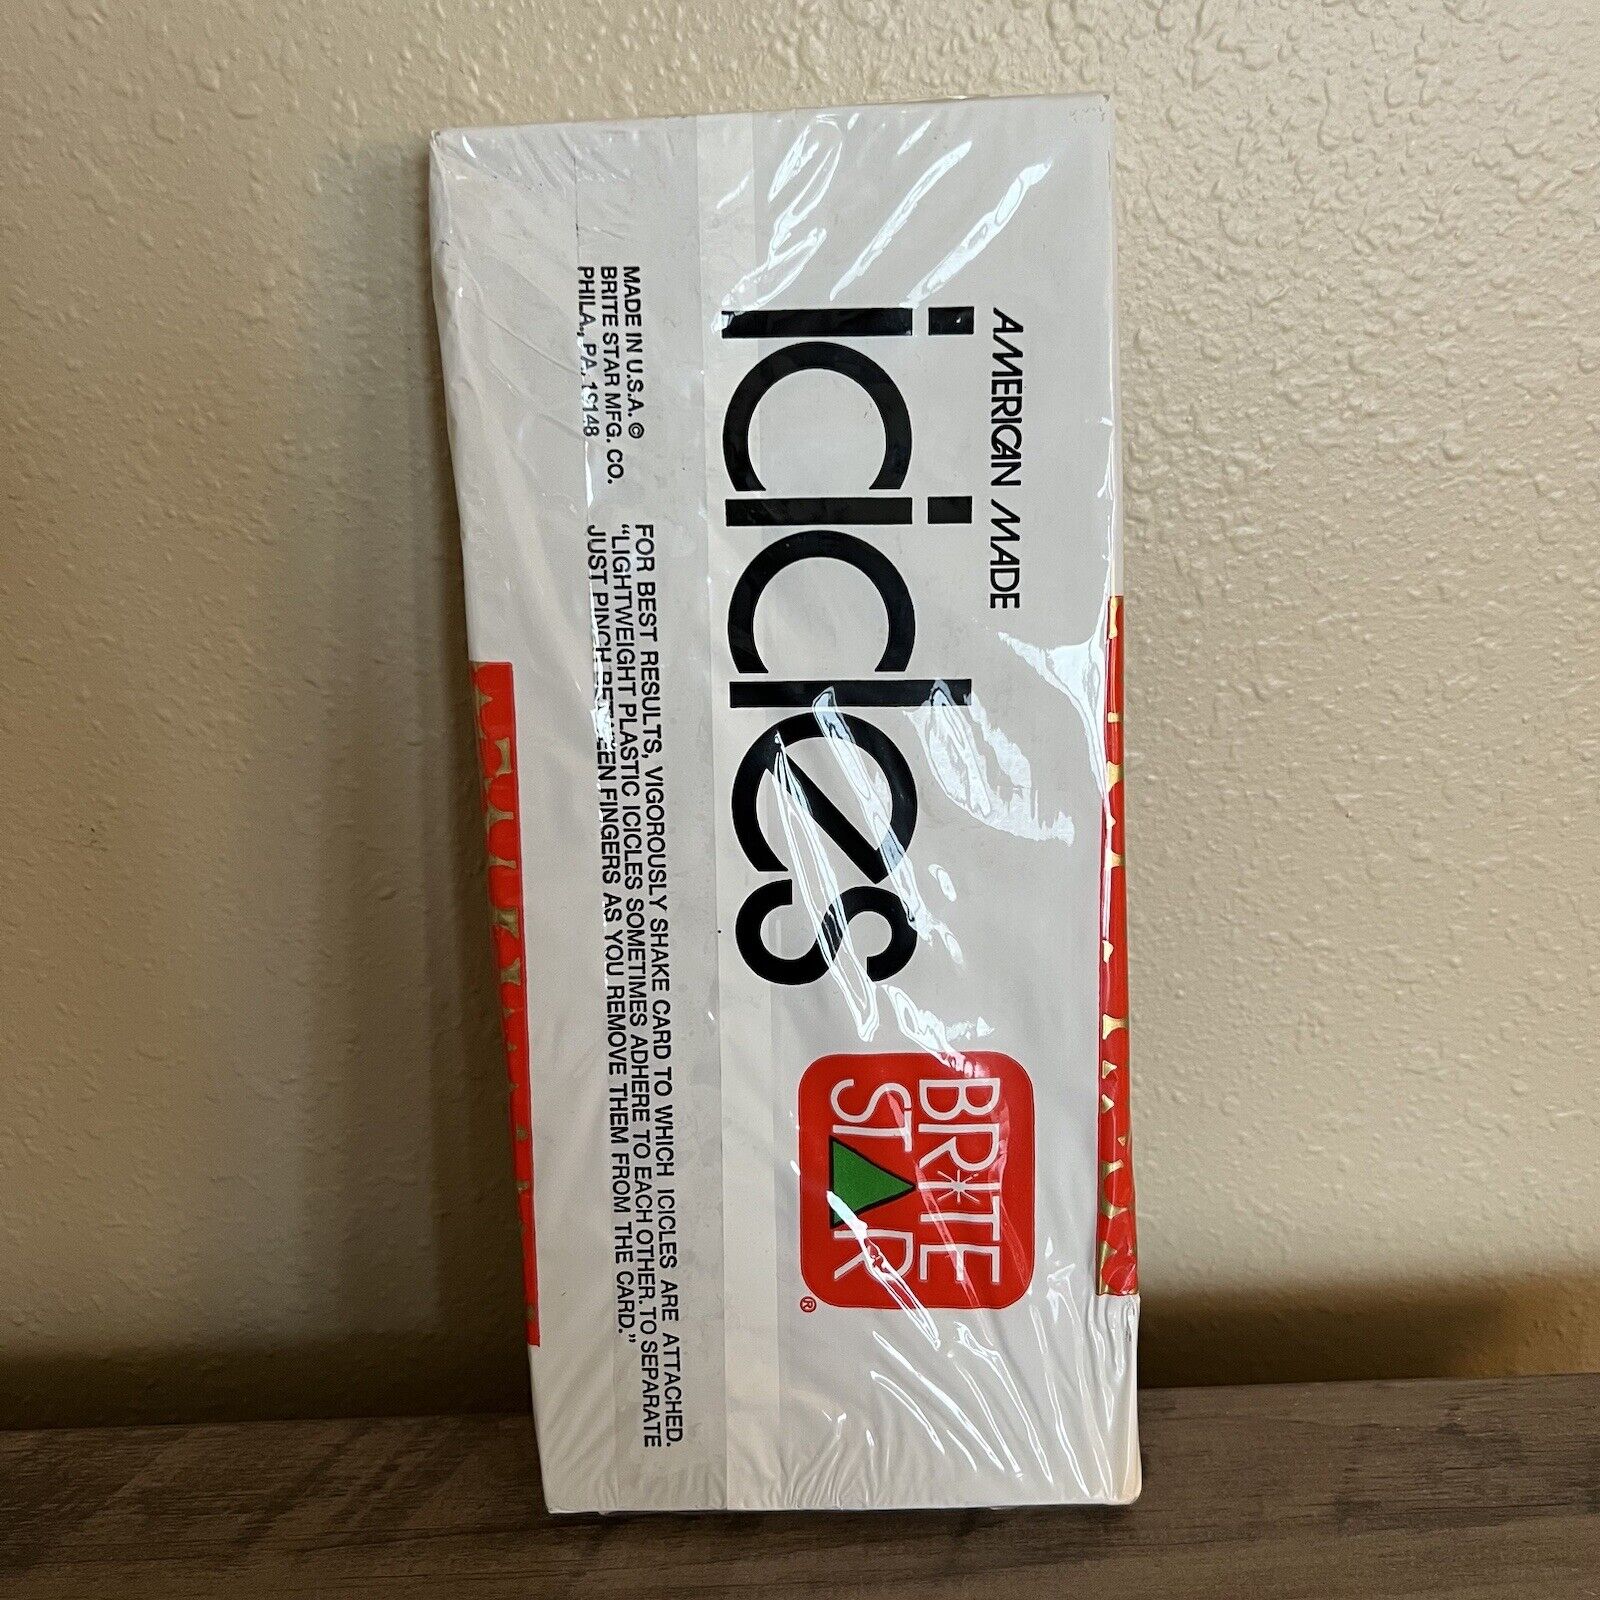 AMERICAN MADE
icicles
BRITE
STAR
®
MADE IN U.S.A. ©
BRITE STAR MFG. CO.
PHILA., PA. 19148
FOR BEST RESULTS, VIGOROUSLY SHAKE CARD TO WHICH ICICLES ARE ATTACHED.
"LIGHTWEIGHT PLASTIC ICICLES SOMETIMES ADHERE TO EACH OTHER. TO SEPARATE
JUST PINCH BETWEEN FINGERS AS YOU REMOVE THEM FROM THE CARD."